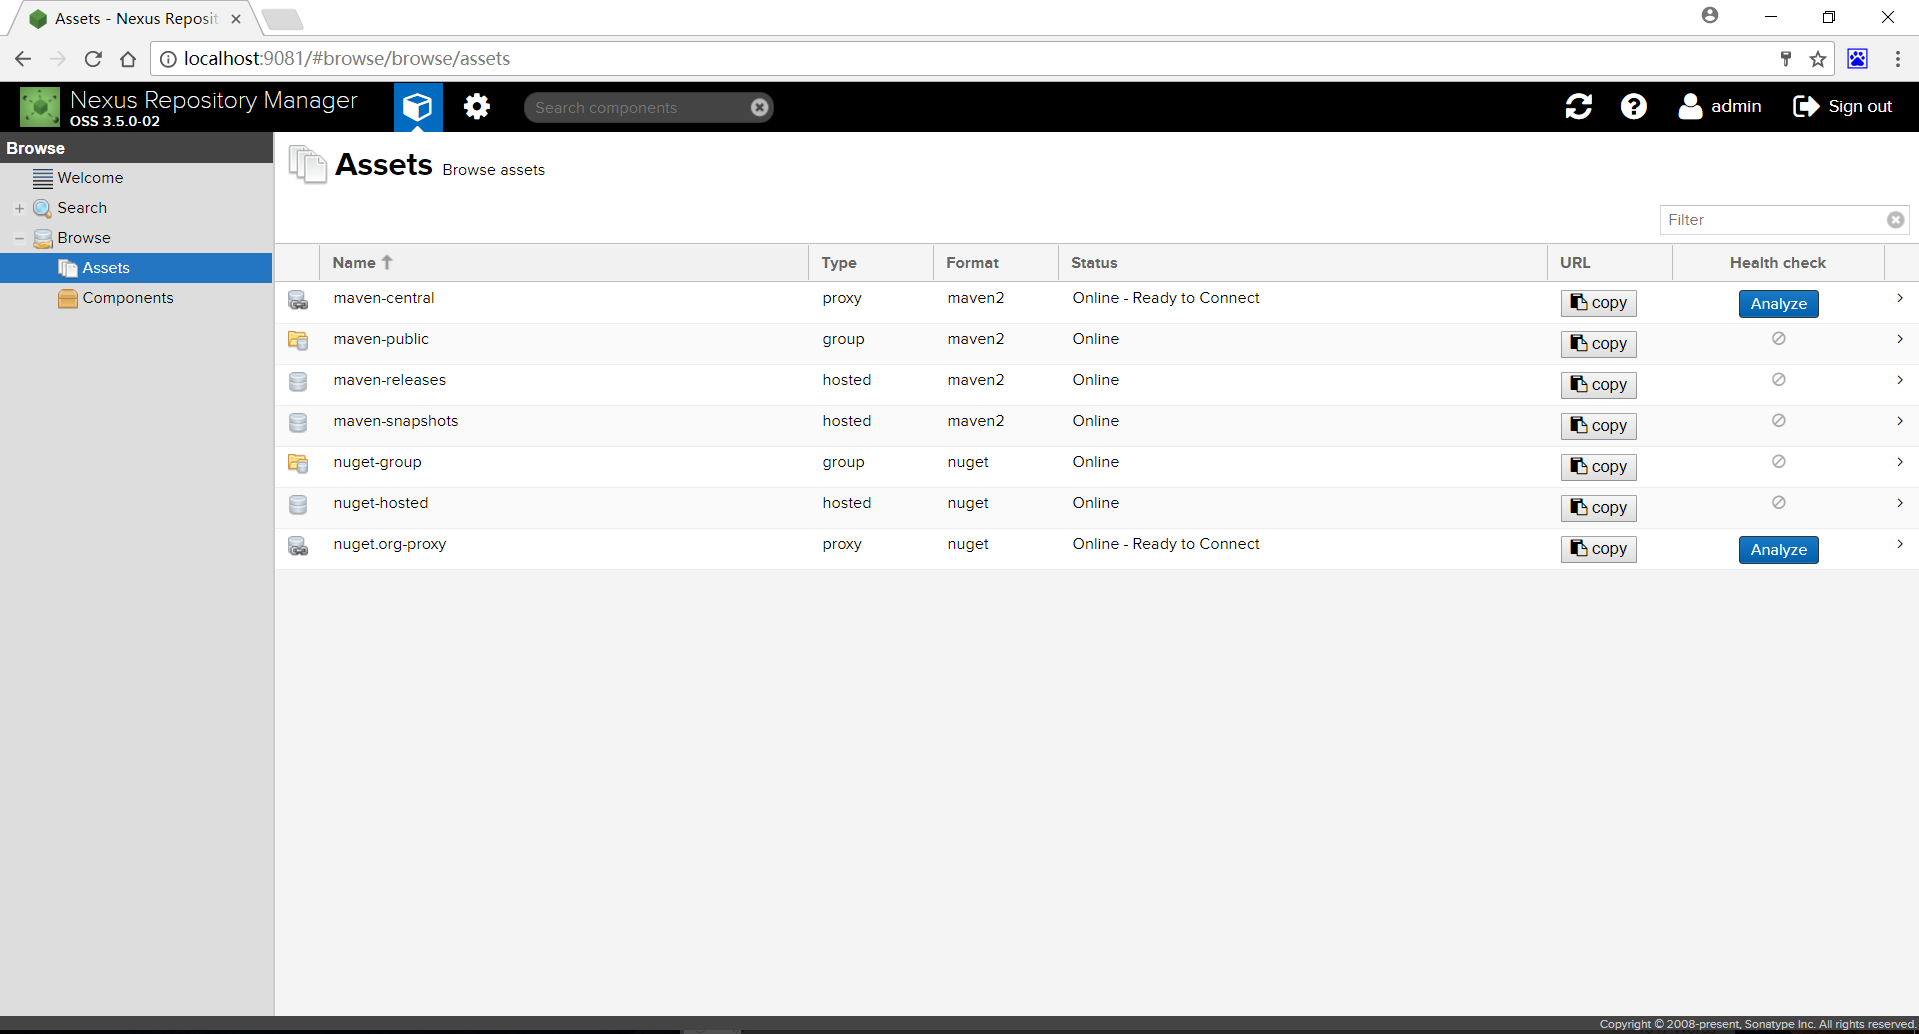 Assets - Nexus Reposit
localhost:9081/#browse/browse/assets
Nexus Repository Manager
OSS 3.5.0-02
Search components
admin
Sign out
Browse
Welcome
Search
Browse
Assets
Components
Assets Browse assets
Filter
Name Type Format Status URL Health check
maven-central proxy maven2 Online - Ready to Connect copy Analyze
maven-public group maven2 Online copy
maven-releases hosted maven2 Online copy
maven-snapshots hosted maven2 Online copy
nuget-group group nuget Online copy
nuget-hosted hosted nuget Online copy
nuget.org-proxy proxy nuget Online - Ready to Connect copy Analyze
Copyright © 2008-present, Sonatype Inc. All rights reserved.